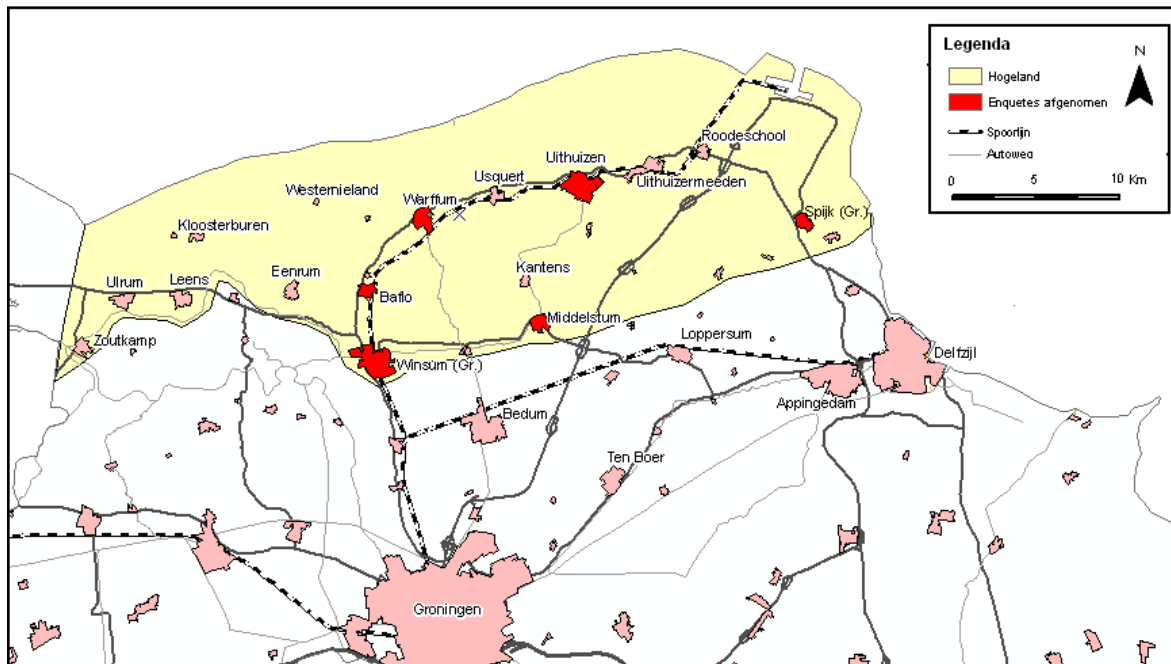 Legenda
N
Hogeland
Enquetes afgenomen
Spoorlijn
Autoweg
0 5 10 Km
Roodeschool
Uithuizen
Usquert
Uithuizermeeden
Westernieland
Warffum
Spijk (Gr.)
Kloosterburen
Kantens
Eenrum
Ulrum
Leens
Baflo
Middelstum
Loppersum
Zoutkamp
Delfzijl
Winsum (Gr.)
Appingedam
Bedum
Ten Boer
Groningen